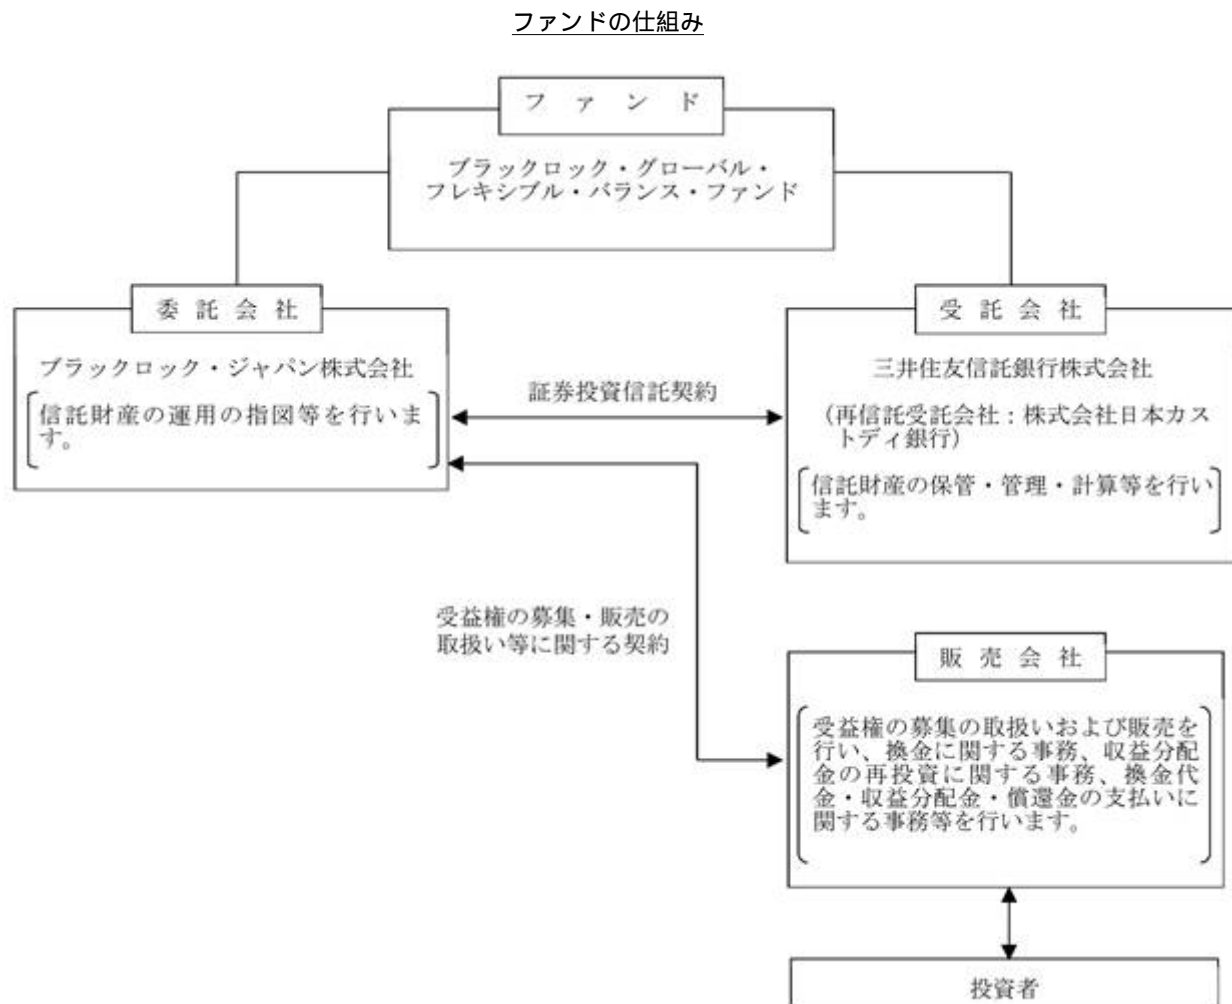 ファンドの仕組み
ファンド
ブラックロック・グローバル・
フレキシブル・バランス・ファンド
委託会社
ブラックロック・ジャパン株式会社
信託財産の運用の指図等を行いま
す。
証券投資信託契約
受託会社
三井住友信託銀行株式会社
(再信託受託会社:株式会社日本カス
トディ銀行)
信託財産の保管・管理・計算等を行い
ます。
受益権の募集・販売の
取扱い等に関する契約
販売会社
受益権の募集の取扱いおよび販売を
行い、換金に関する事務、収益分配
金の再投資に関する事務、換金代
金・収益分配金・償還金の支払いに
関する事務等を行います。
投資者